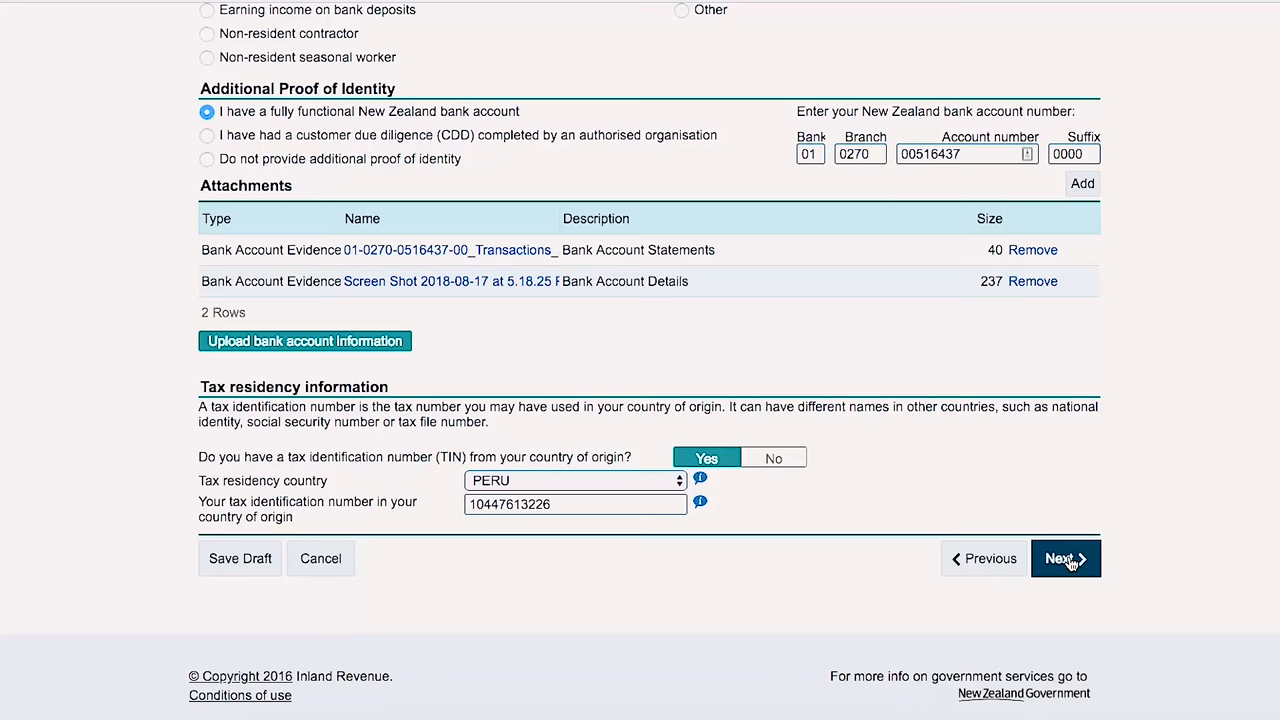 Earning income on bank deposits Other
Non-resident contractor
Non-resident seasonal worker
Additional Proof of Identity
I have a fully functional New Zealand bank account Enter your New Zealand bank account number:
I have had a customer due diligence (CDD) completed by an authorised organisation Bank Branch Account number Suffix
Do not provide additional proof of identity 01 0270 00516437 0000
Attachments Add
Type Name Description Size
Bank Account Evidence 01-0270-0516437-00_Transactions_ Bank Account Statements 40 Remove
Bank Account Evidence Screen Shot 2018-08-17 at 5.18.25 Bank Account Details 237 Remove
2 Rows
Upload bank account information
Tax residency information
A tax identification number is the tax number you may have used in your country of origin. It can have different names in other countries, such as national
identity, social security number or tax file number.
Do you have a tax identification number (TIN) from your country of origin? Yes No
Tax residency country PERU
Your tax identification number in your 10447613226
country of origin
Save Draft Cancel Previous Next
© Copyright 2016 Inland Revenue. For more info on government services go to
Conditions of use New Zealand Government